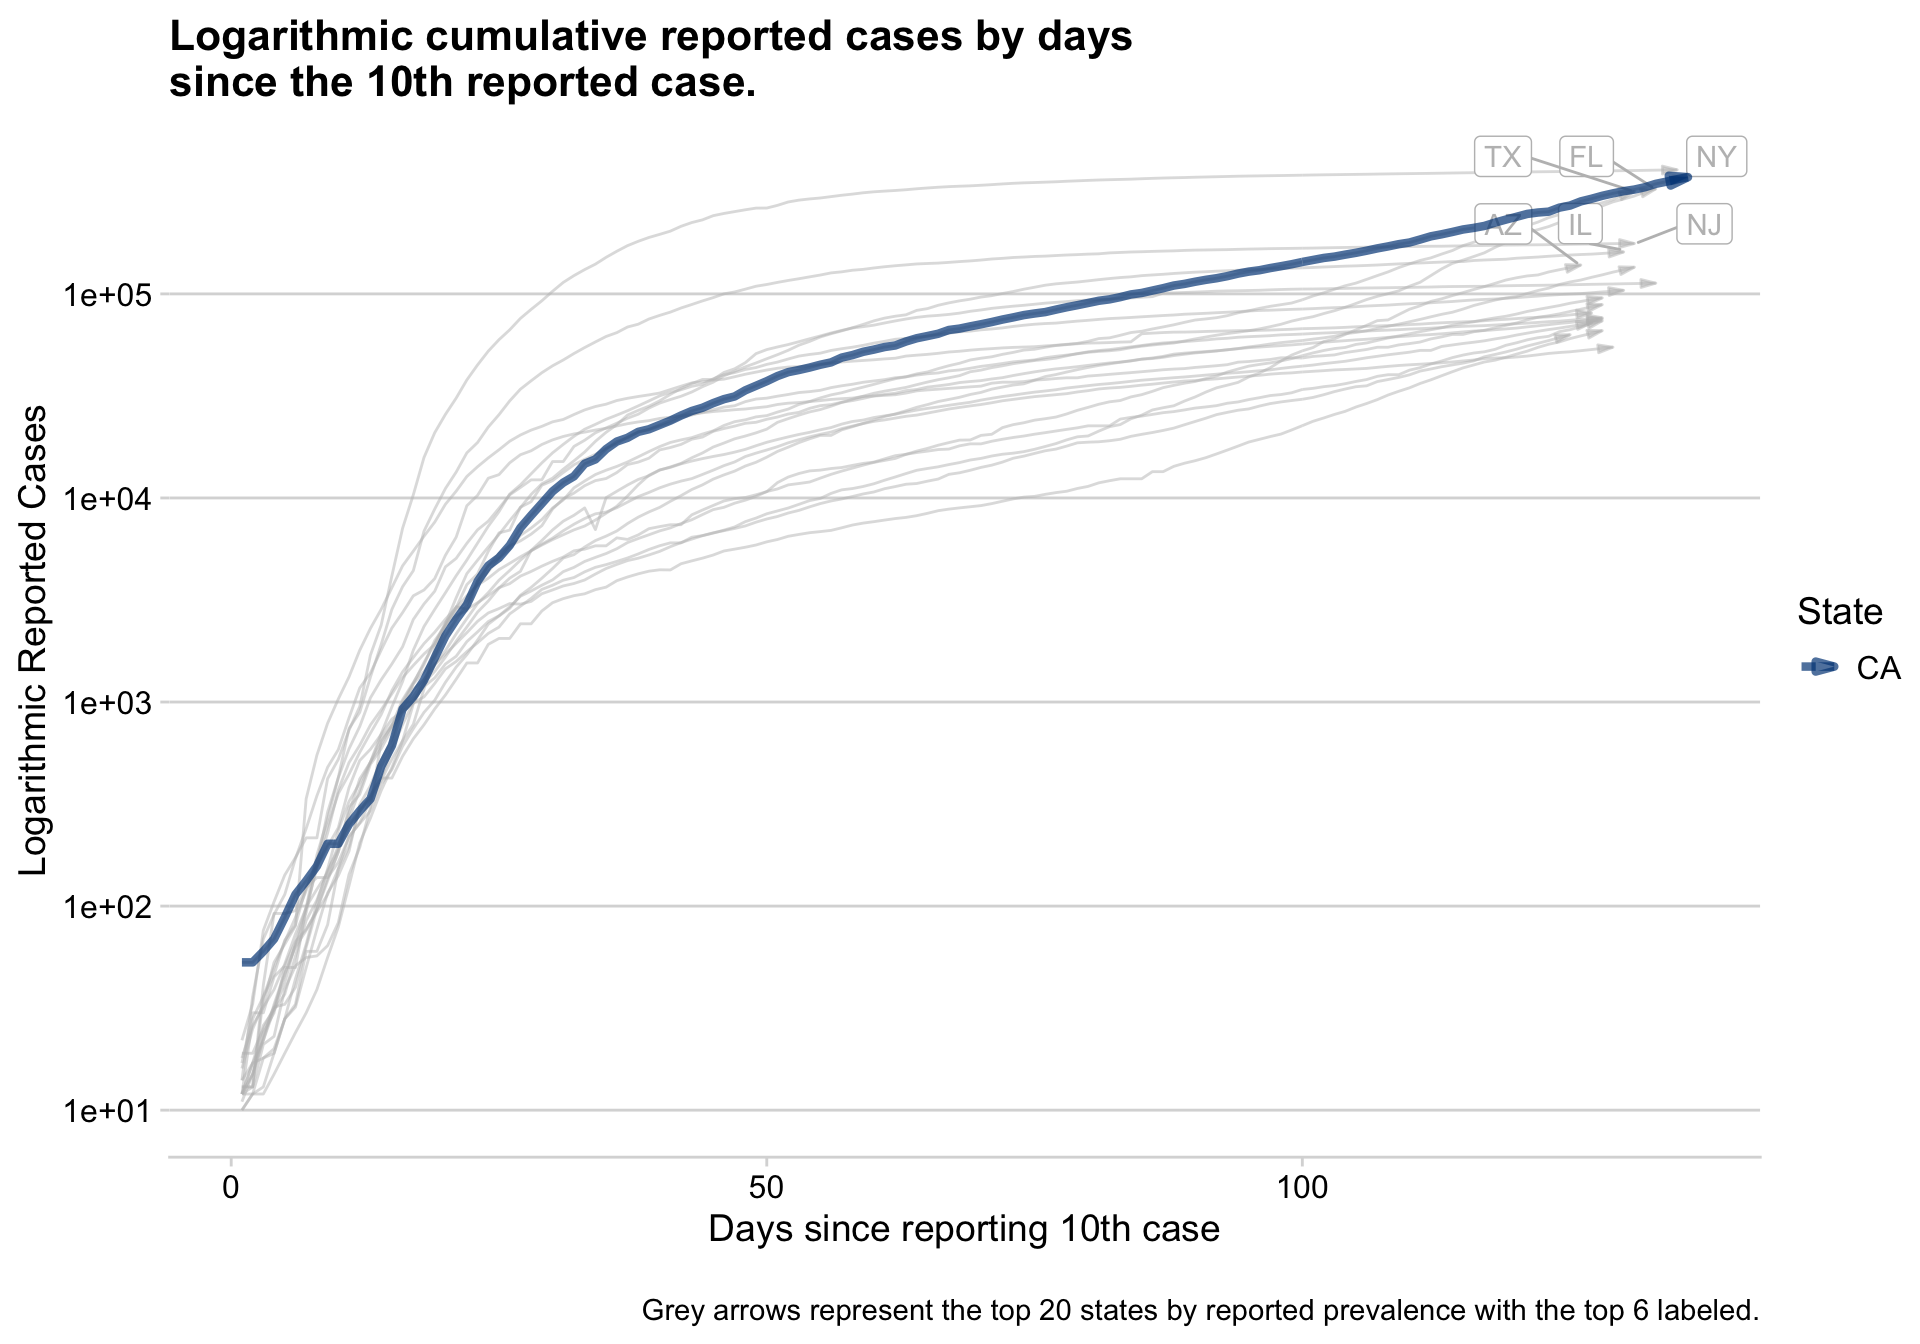 Logarithmic cumulative reported cases by days
since the 10th reported case.
TX FL NY
AZ IL NJ
1e+05
1e+04
1e+03
1e+02
1e+01
Logarithmic Reported Cases
0 50 100
Days since reporting 10th case
State
CA
Grey arrows represent the top 20 states by reported prevalence with the top 6 labeled.